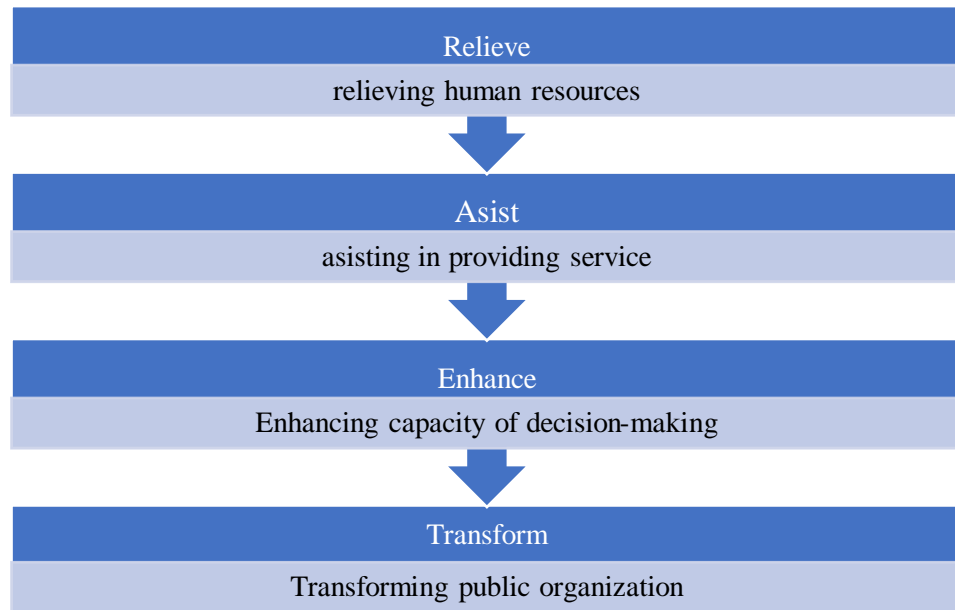 Relieve
relieving human resources
Asist
asisting in providing service
Enhance
Enhancing capacity of decision-making
Transform
Transforming public organization